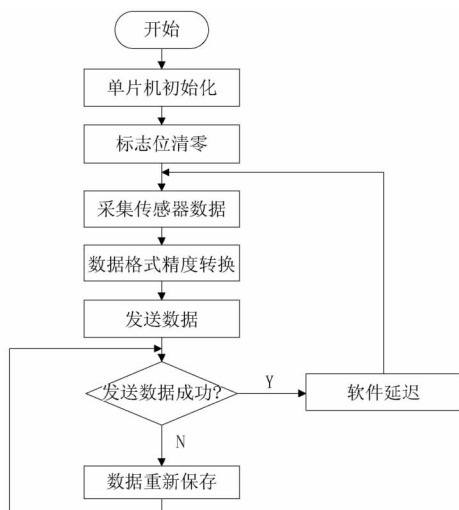 开始
单片机初始化
标志位清零
采集传感器数据
数据格式精度转换
发送数据
发送数据成功?
Y
软件延迟
N
数据重新保存